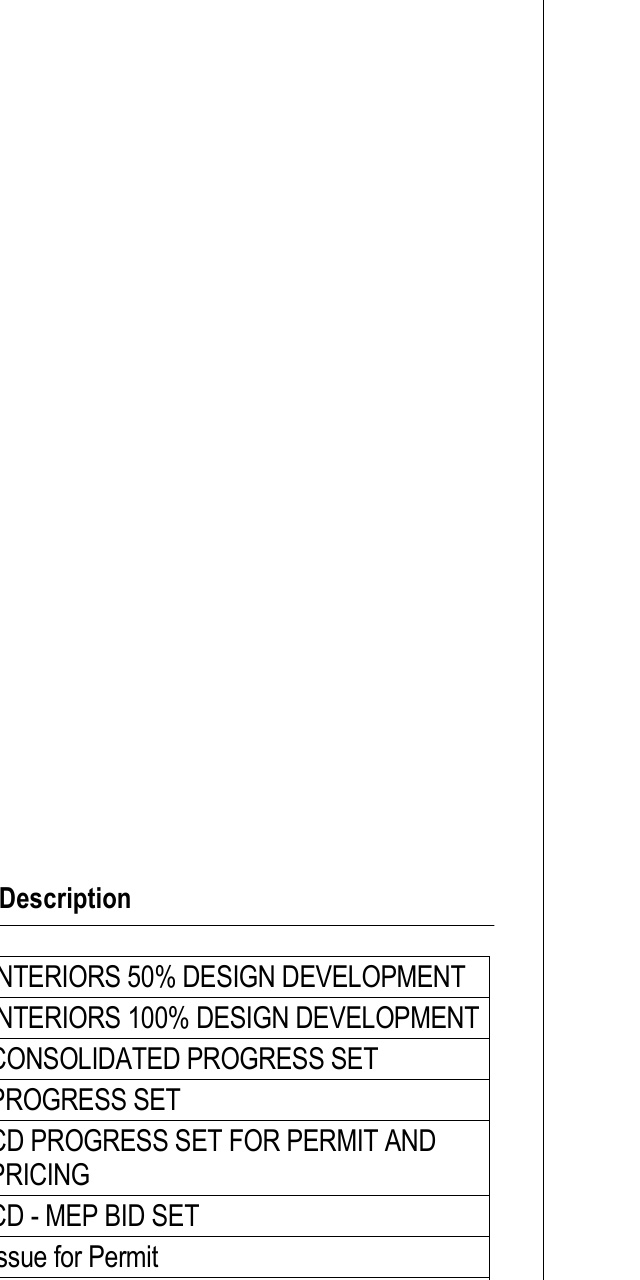 Description
NTERIORS 50% DESIGN DEVELOPMENT
NTERIORS 100% DESIGN DEVELOPMENT
CONSOLIDATED PROGRESS SET
PROGRESS SET
CD PROGRESS SET FOR PERMIT AND
PRICING
CD - MEP BID SET
ssue for Permit